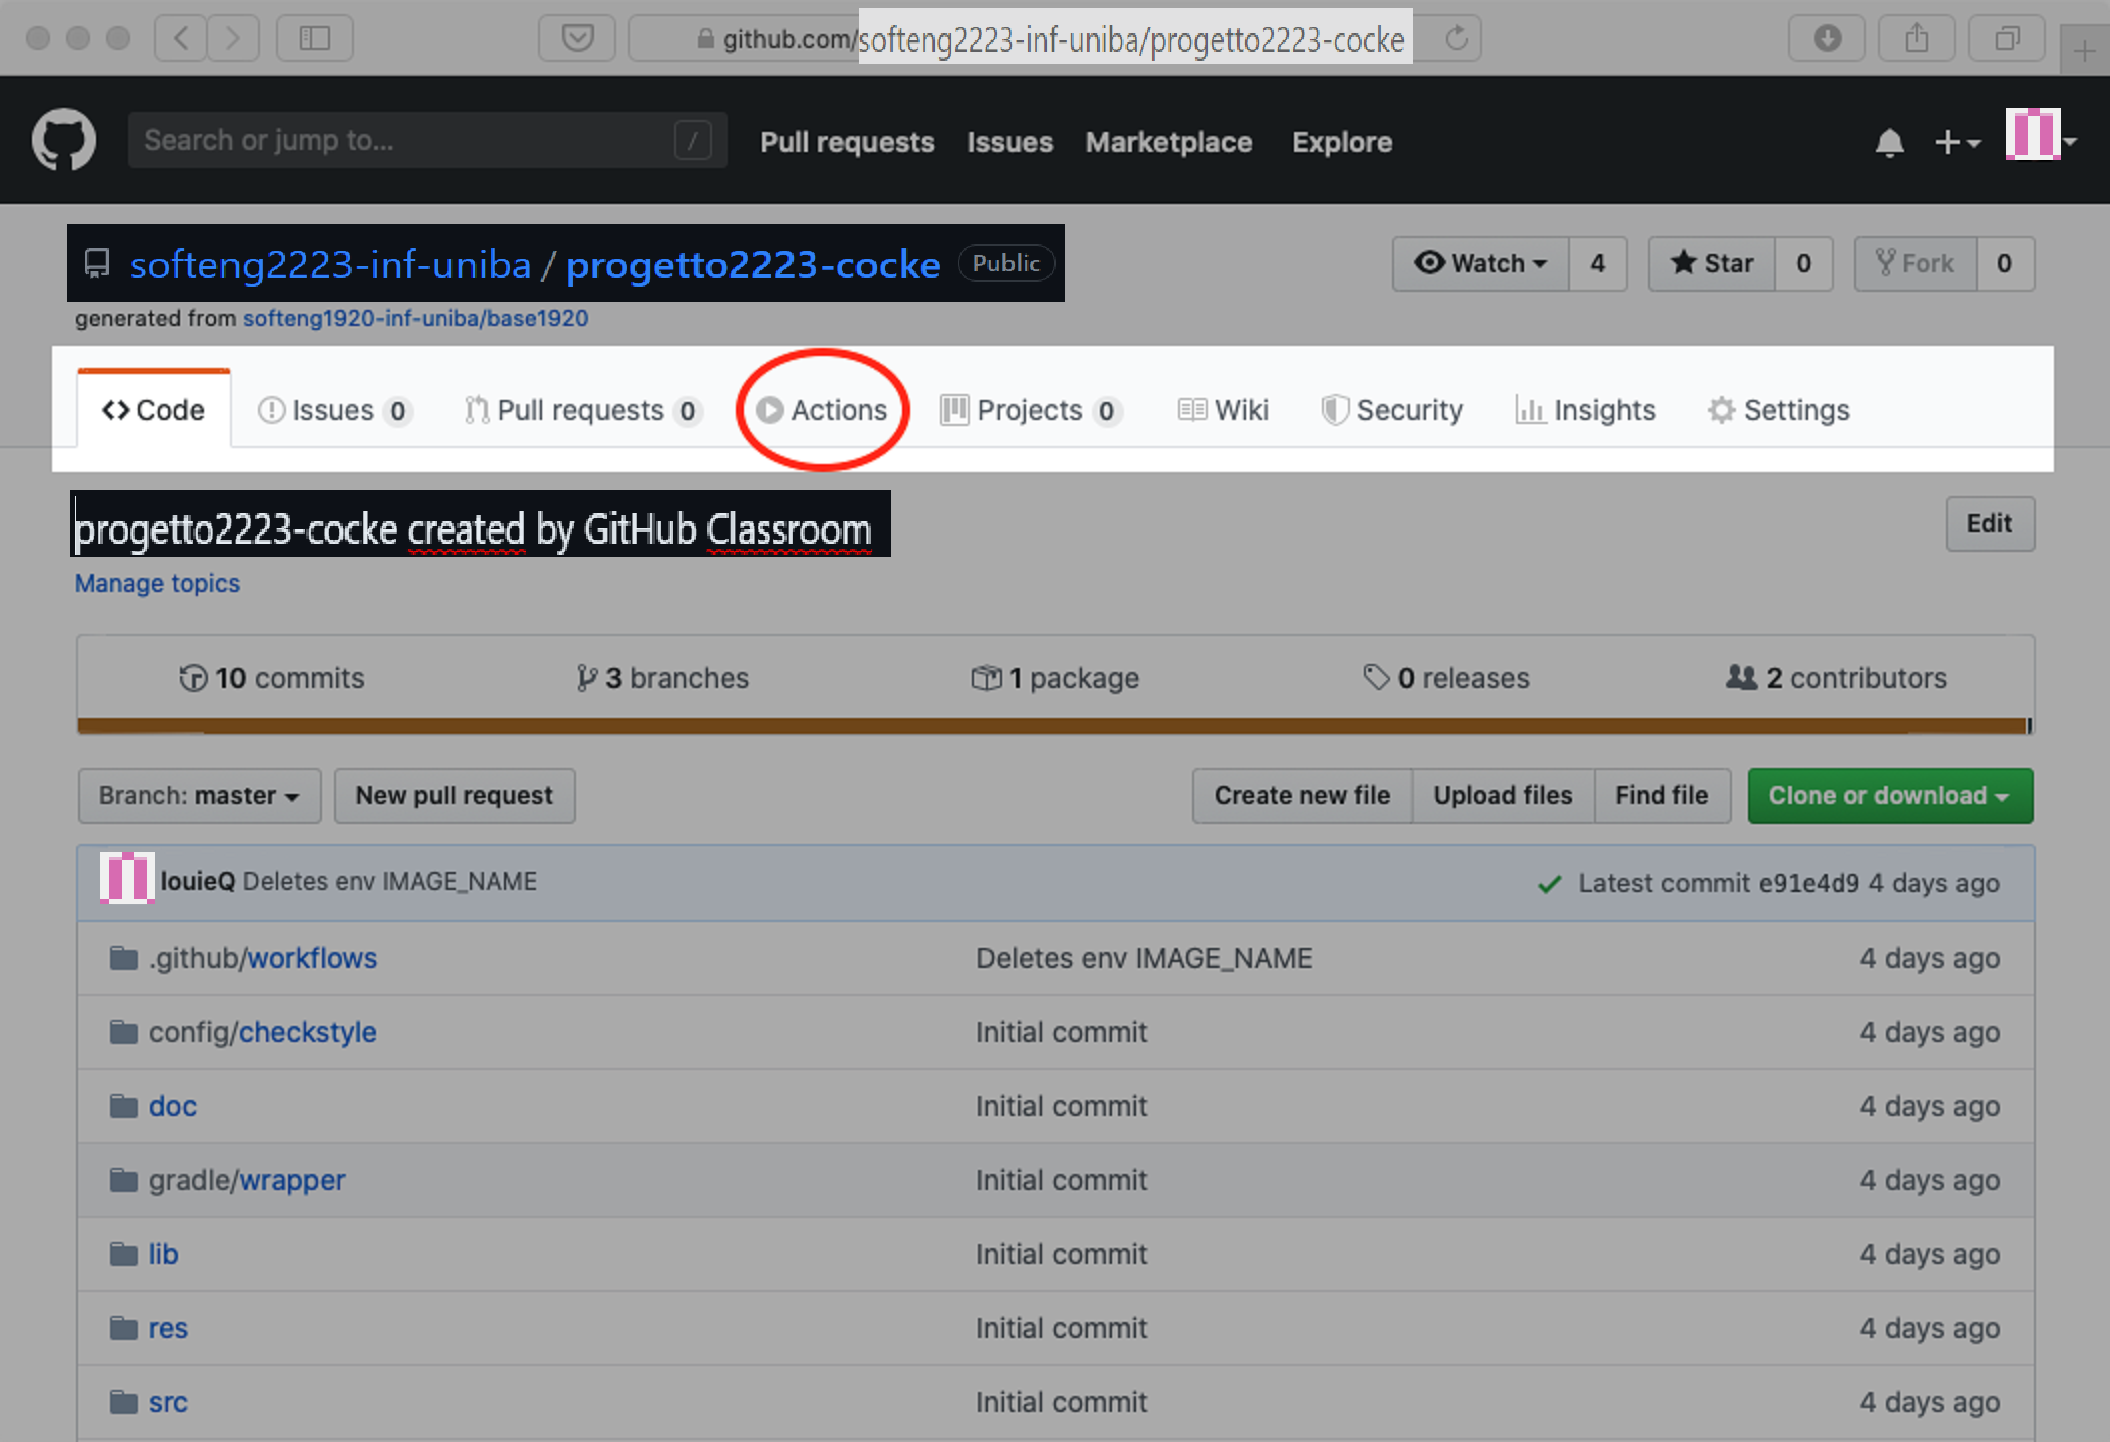 github.com/softeng2223-inf-uniba/progetto2223-cocke
Search or jump to... /
Pull requests Issues Marketplace Explore
softeng2223-inf-uniba / progetto2223-cocke Public
Watch 4 Star 0 Fork 0
generated from softeng1920-inf-uniba/base1920
Code Issues 0 Pull requests 0 Actions Projects 0 Wiki Security Insights Settings
progetto2223-cocke created by GitHub Classroom
Edit
Manage topics
10 commits 3 branches 1 package 0 releases 2 contributors
Branch: master New pull request Create new file Upload files Find file Clone or download
louieQ Deletes env IMAGE_NAME Latest commit e91e4d9 4 days ago
.github/workflows Deletes env IMAGE_NAME 4 days ago
config/checkstyle Initial commit 4 days ago
doc Initial commit 4 days ago
gradle/wrapper Initial commit 4 days ago
lib Initial commit 4 days ago
res Initial commit 4 days ago
src Initial commit 4 days ago